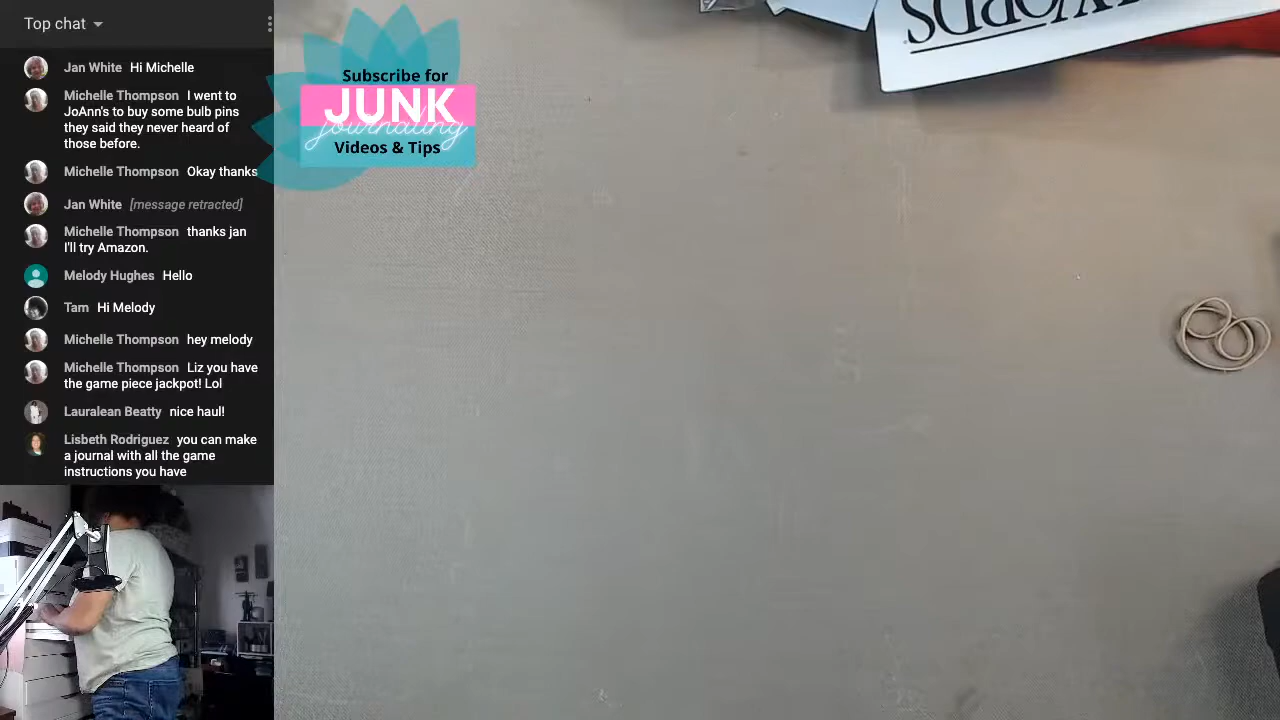 Top chat
Jan White Hi Michelle
Michelle Thompson I went to
JoAnn's to buy some bulb pins
they said they never heard of
those before.
Michelle Thompson Okay thanks
Jan White [message retracted]
Michelle Thompson thanks jan
I'll try Amazon.
Melody Hughes Hello
Tam Hi Melody
Michelle Thompson hey melody
Michelle Thompson Liz you have
the game piece jackpot! Lol
Lauralean Beatty nice haul!
Lisbeth Rodriguez you can make
a journal with all the game
instructions you have
Subscribe for
JUNK
journaling
Videos & Tips